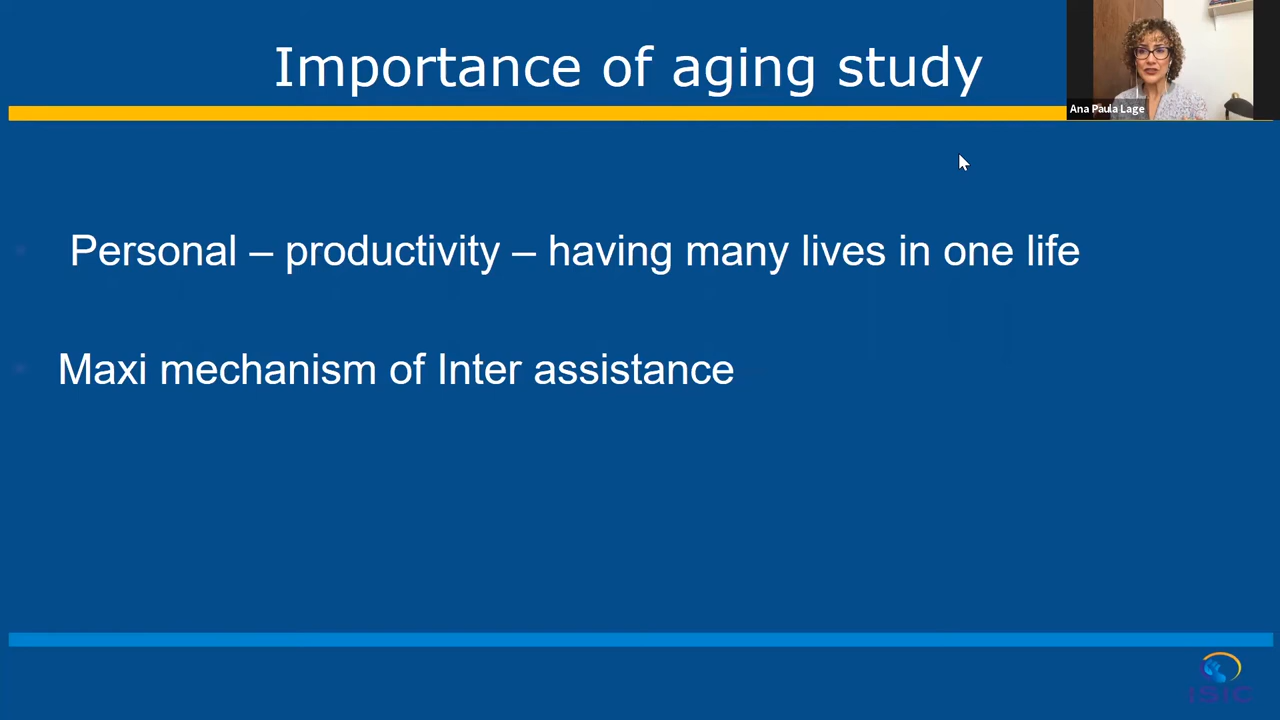 Importance of aging study
Ana Paula Lage
Personal – productivity – having many lives in one life
Maxi mechanism of Inter assistance
ISIC